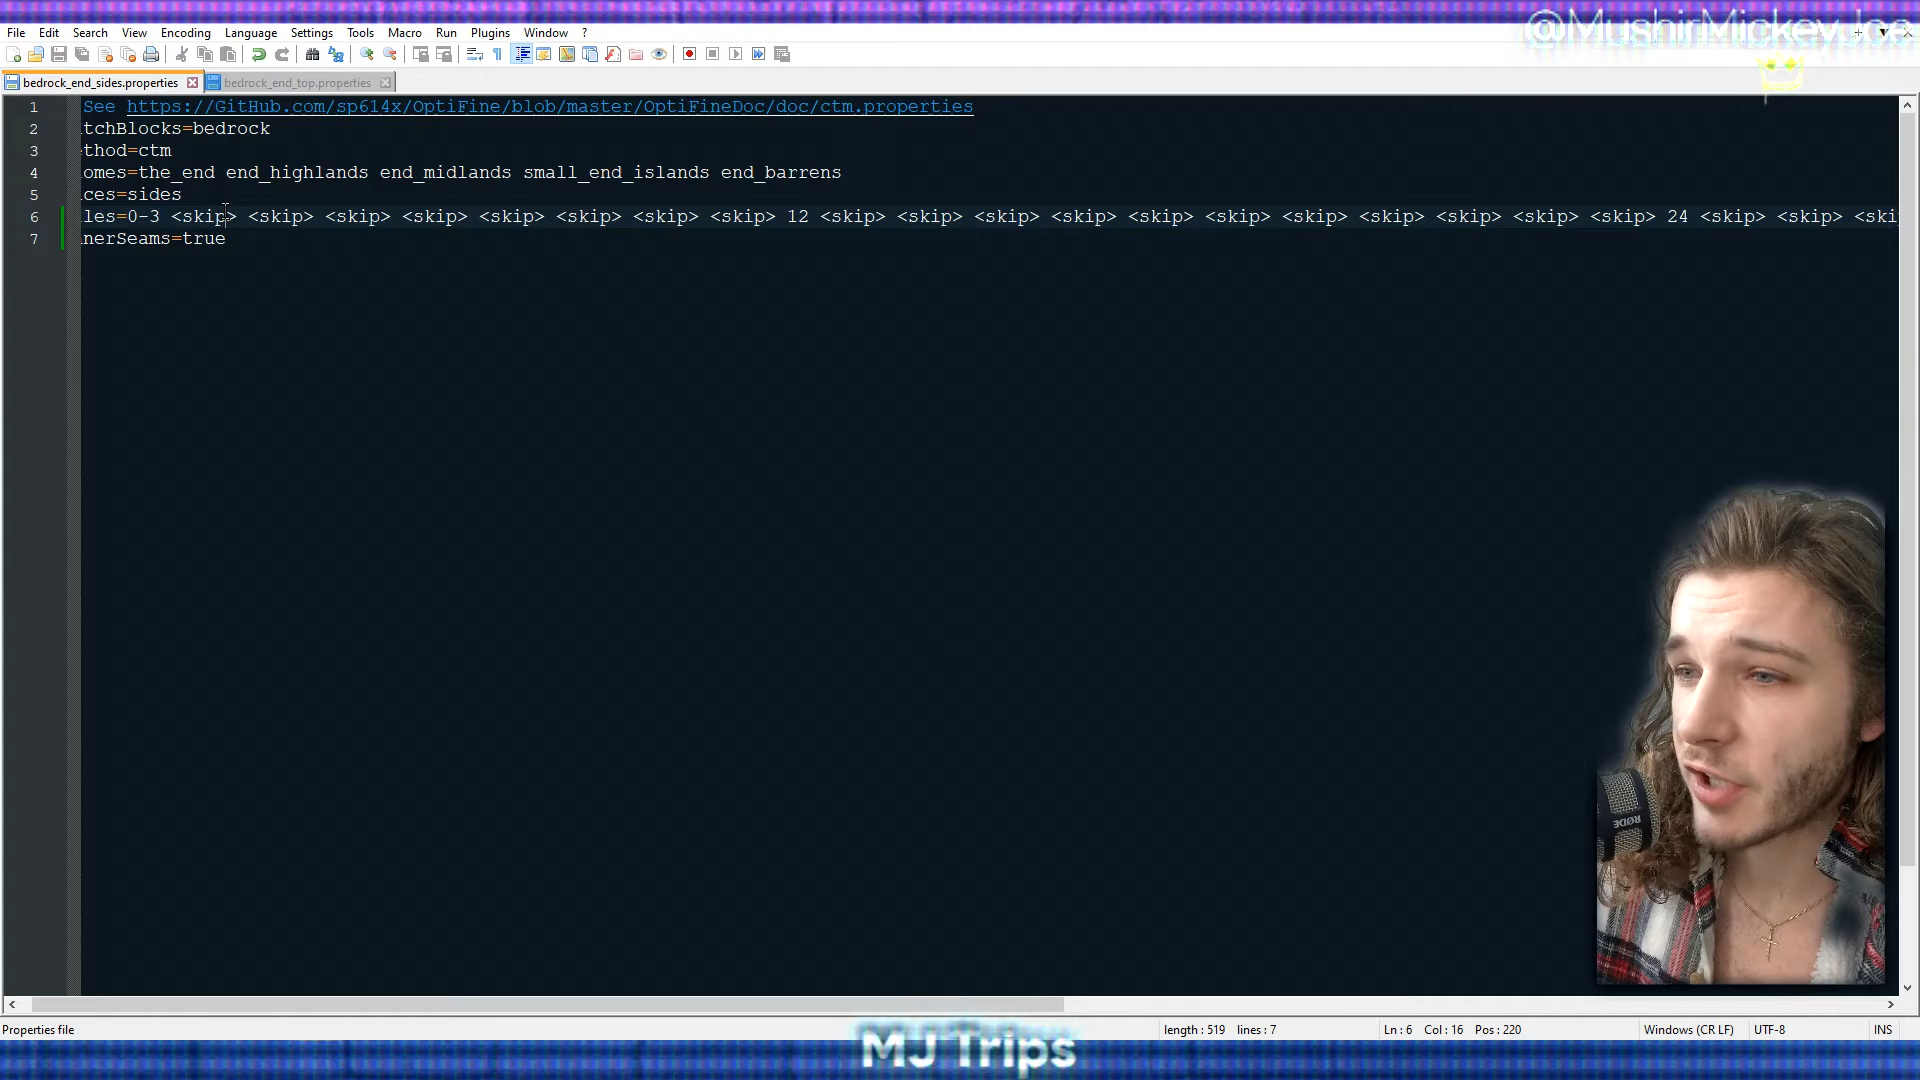 @MushirMickeyJoe
File Edit Search View Encoding Language Settings Tools Macro Run Plugins Window ?
bedrock_end_sides.properties bedrock_end_top.properties
1 See https://GitHub.com/sp614x/OptiFine/blob/master/OptiFineDoc/doc/ctm.properties
2 tchBlocks=bedrock
3 thod=ctm
4 omes=the_end end_highlands end_midlands small_end_islands end_barrens
5 ces=sides
6 les=0-3 <skip> <skip> <skip> <skip> <skip> <skip> <skip> <skip> 12 <skip> <skip> <skip> <skip> <skip> <skip> <skip> <skip> <skip> <skip> <skip> 24 <skip> <skip> <ski
7 nerSeams=true
RØDE
Properties file length : 519 lines : 7 Ln : 6 Col : 16 Pos : 220 Windows (CR LF) UTF-8 INS
MJ Trips